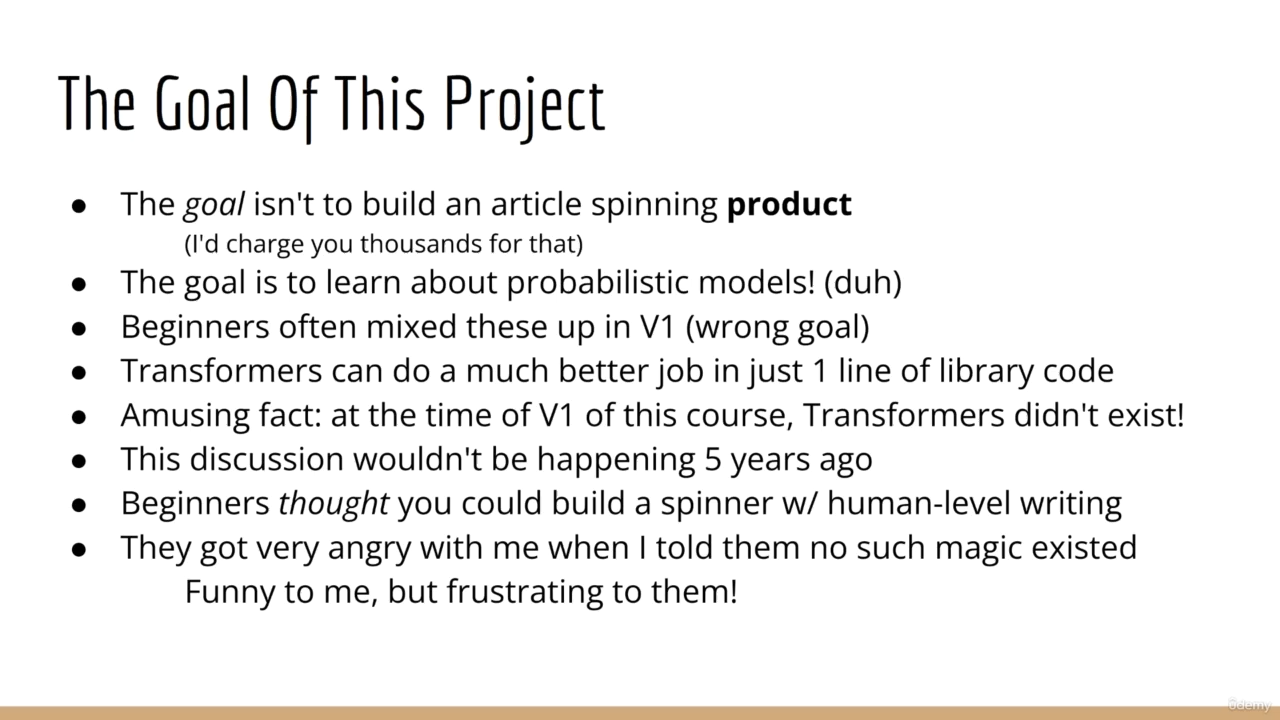 The Goal Of This Project
● The goal isn't to build an article spinning product
(I'd charge you thousands for that)
● The goal is to learn about probabilistic models! (duh)
● Beginners often mixed these up in V1 (wrong goal)
● Transformers can do a much better job in just 1 line of library code
● Amusing fact: at the time of V1 of this course, Transformers didn't exist!
● This discussion wouldn't be happening 5 years ago
● Beginners thought you could build a spinner w/ human-level writing
● They got very angry with me when I told them no such magic existed
Funny to me, but frustrating to them!
ûdemy